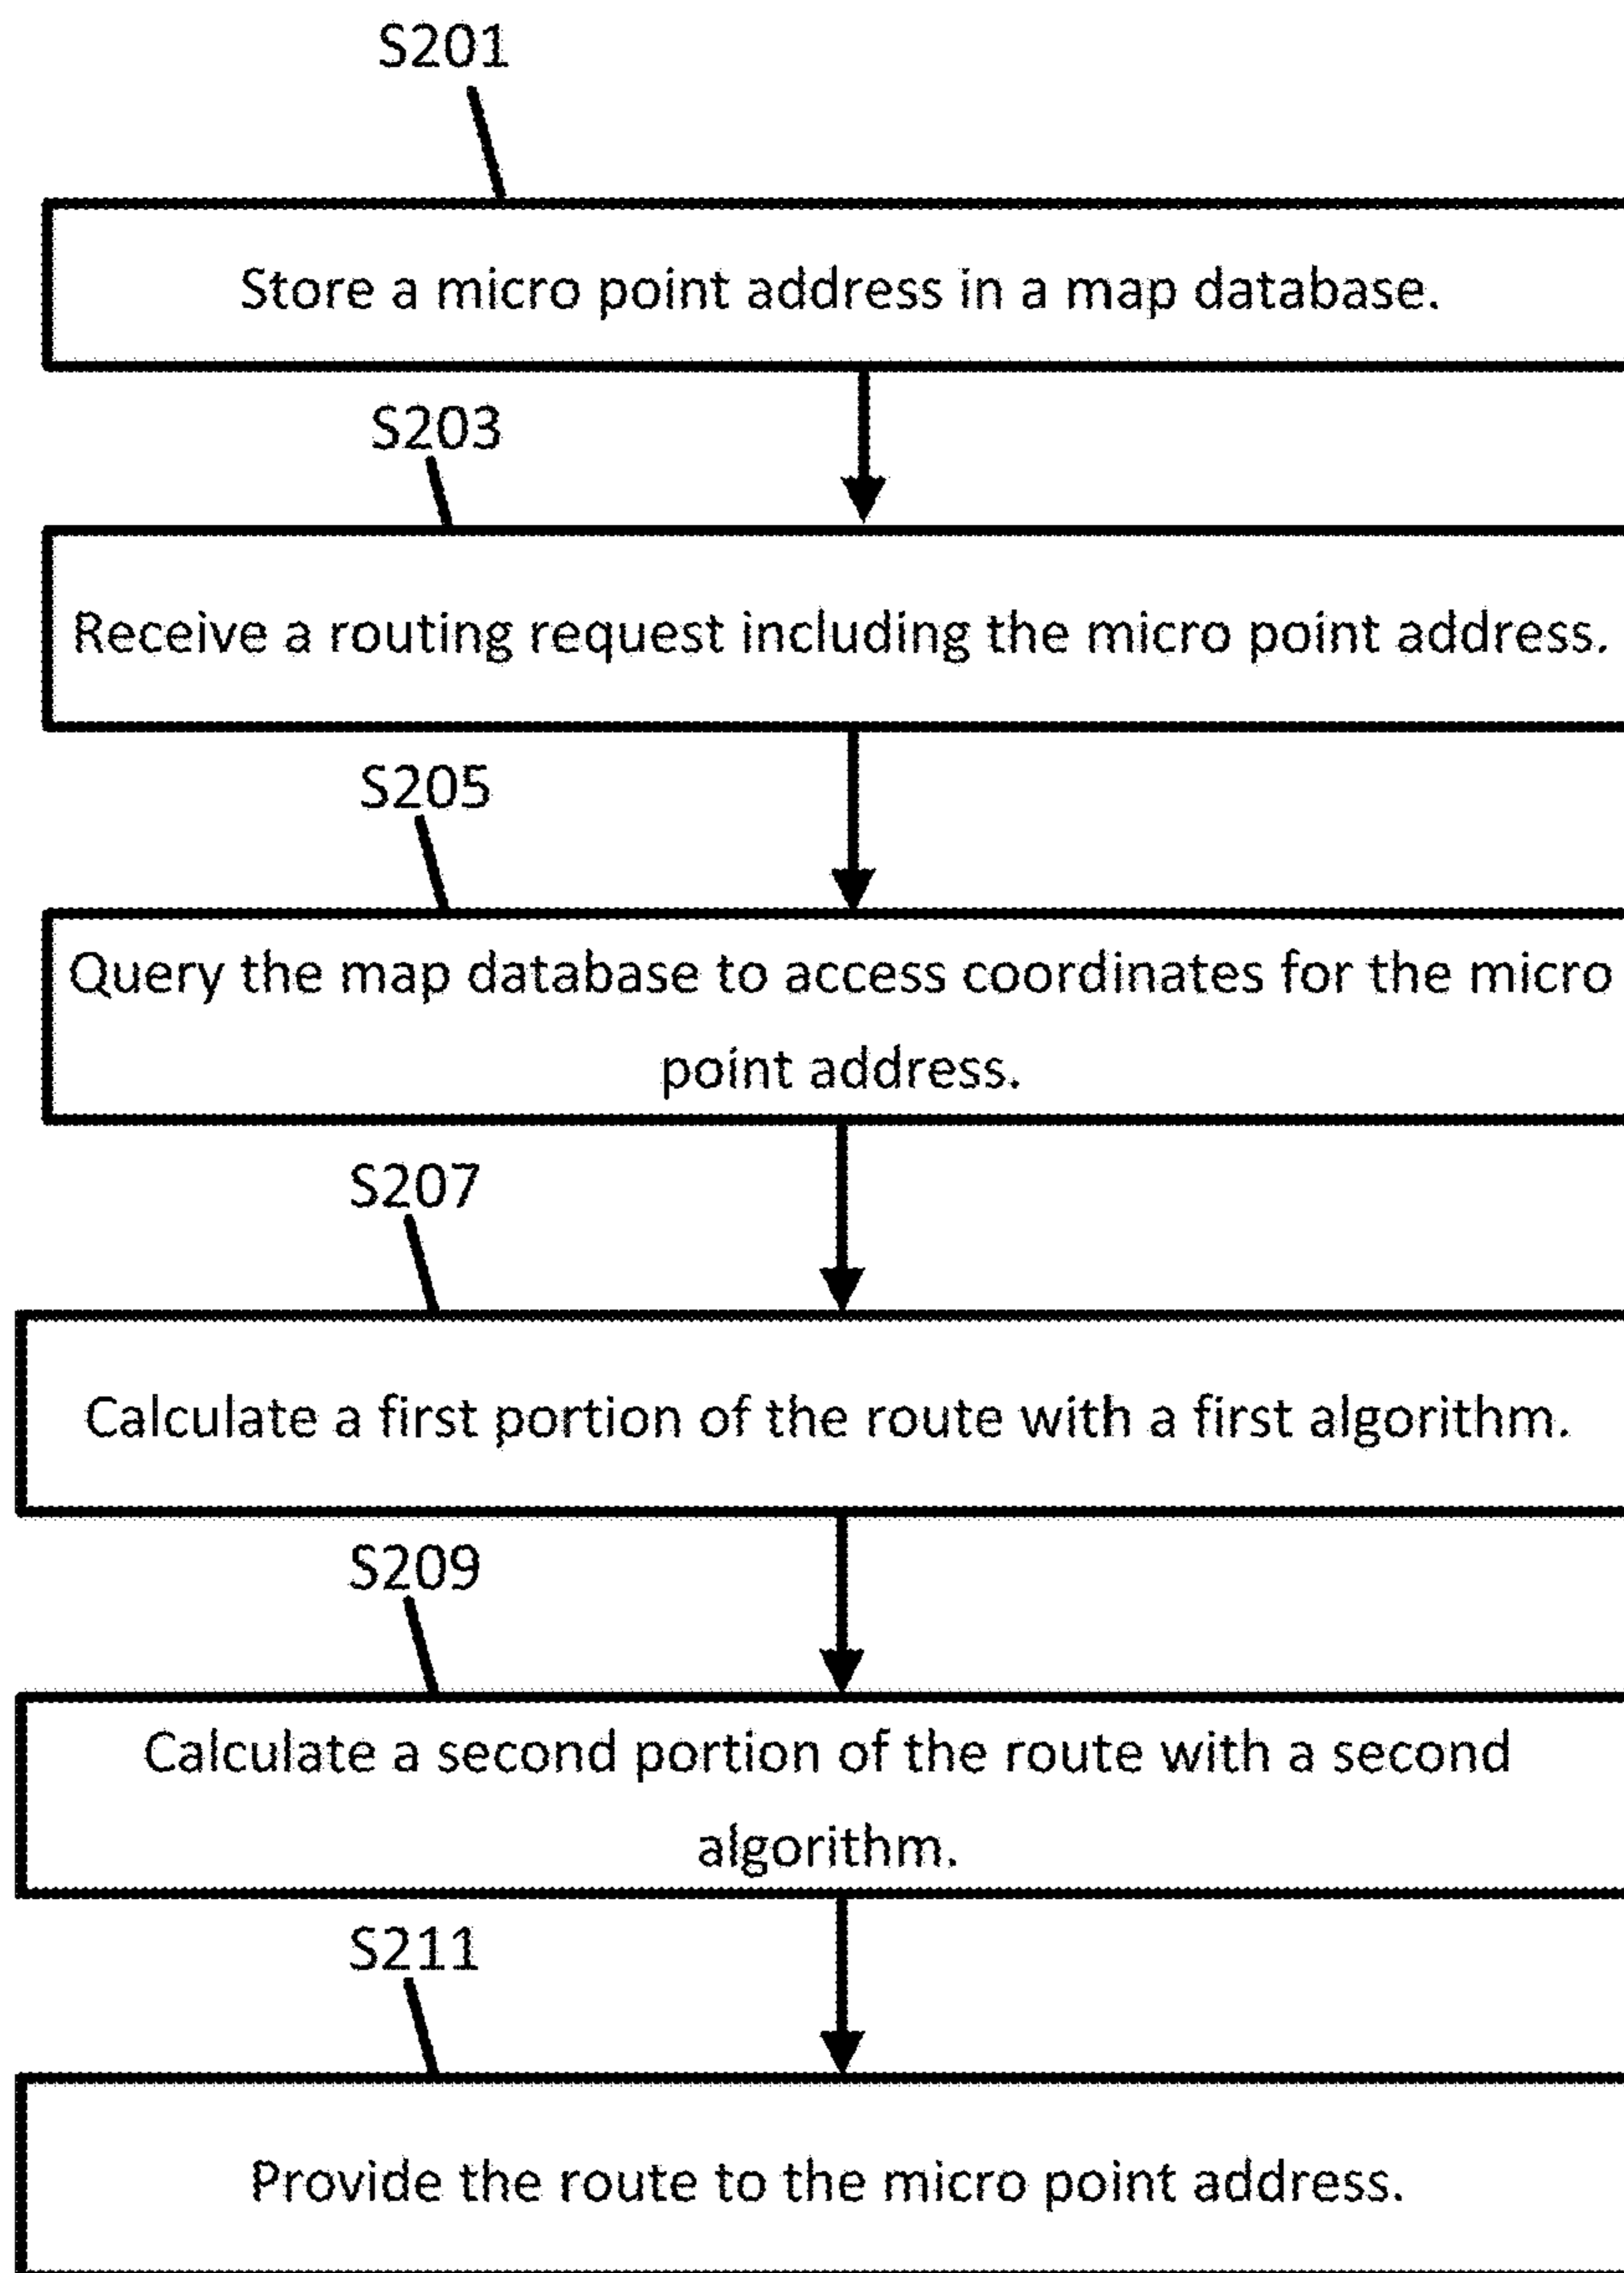 S201
Store a micro point address in a map database.
S203
Receive a routing request including the micro point address.
S205
Query the map database to access coordinates for the micro
point address.
S207
Calculate a first portion of the route with a first algorithm.
S209
Calculate a second portion of the route with a second
algorithm.
S211
Provide the route to the micro point address.